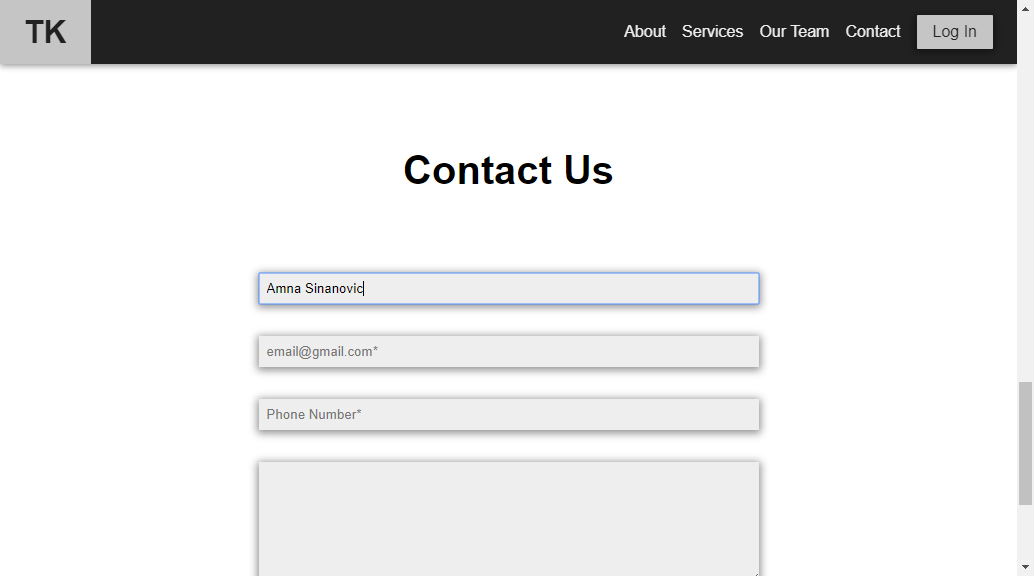 TK
About Services Our Team Contact Log In
Contact Us
Amna Sinanovic
email@gmail.com*
Phone Number*